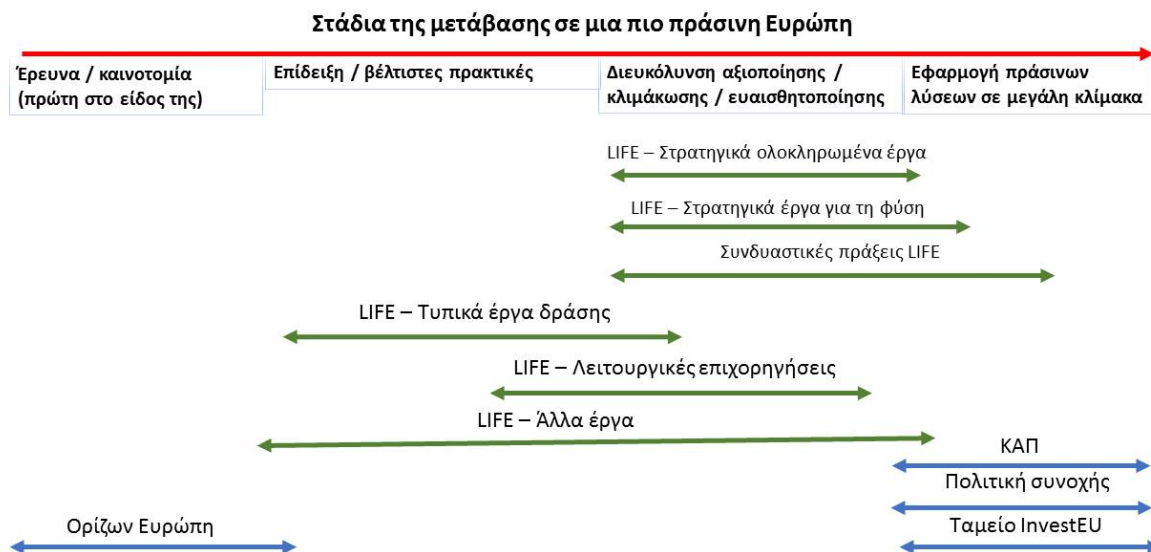 Στάδια της μετάβασης σε μια πιο πράσινη Ευρώπη
Έρευνα / καινοτομία
(πρώτη στο είδος της)
Επίδειξη / βέλτιστες πρακτικές
Διευκόλυνση αξιοποίησης /
κλιμάκωσης / ευαισθητοποίησης
Εφαρμογή πράσινων
λύσεων σε μεγάλη κλίμακα
LIFE – Στρατηγικά ολοκληρωμένα έργα
LIFE – Στρατηγικά έργα για τη φύση
Συνδυαστικές πράξεις LIFE
LIFE – Τυπικά έργα δράσης
LIFE – Λειτουργικές επιχορηγήσεις
LIFE – Άλλα έργα
ΚΑΠ
Πολιτική συνοχής
Ορίζων Ευρώπη
Ταμείο InvestEU